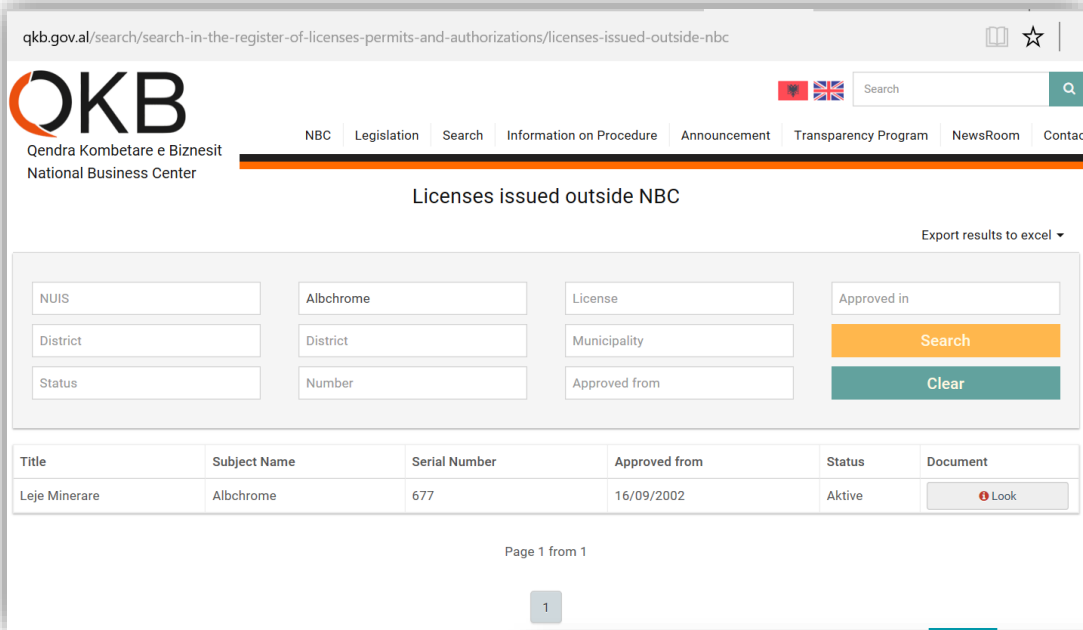 qkb.gov.al/search/search-in-the-register-of-licenses-permits-and-authorizations/licenses-issued-outside-nbc
QKB
Qendra Kombetare e Biznesit
National Business Center
Search
NBC Legislation Search Information on Procedure Announcement Transparency Program NewsRoom Contac
Licenses issued outside NBC
Export results to excel
NUIS Albchrome License Approved in
District District Municipality Search
Status Number Approved from Clear
Title Subject Name Serial Number Approved from Status Document
Leje Minerare Albchrome 677 16/09/2002 Aktive Look
Page 1 from 1
1